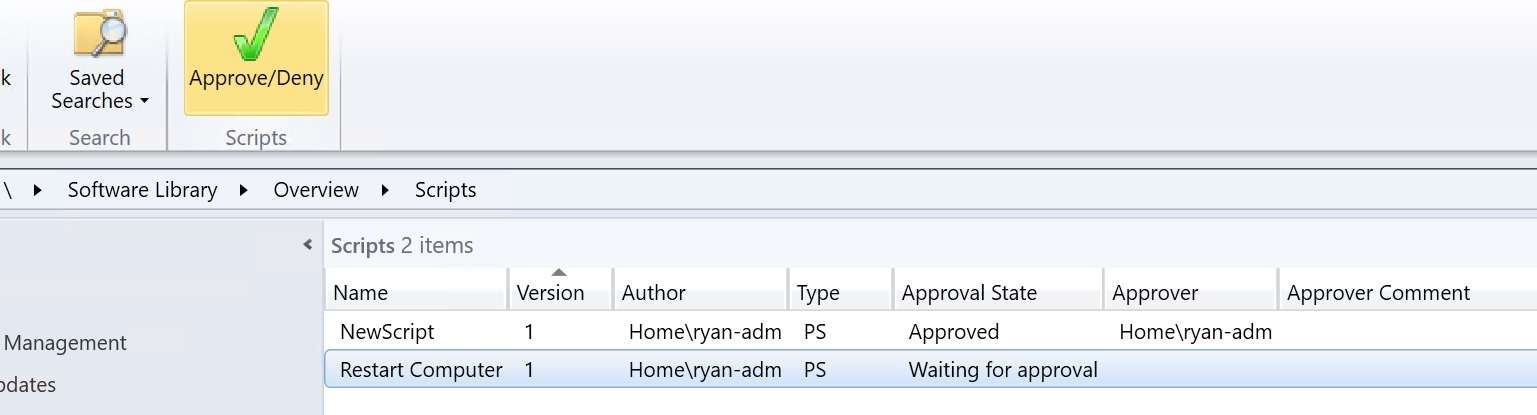 k
Saved
Searches
Approve/Deny
k
Search
Scripts
\ Software Library Overview Scripts
Scripts 2 items
Name Version Author Type Approval State Approver Approver Comment
NewScript 1 Home\ryan-adm PS Approved Home\ryan-adm
Restart Computer 1 Home\ryan-adm PS Waiting for approval
Management
pdates